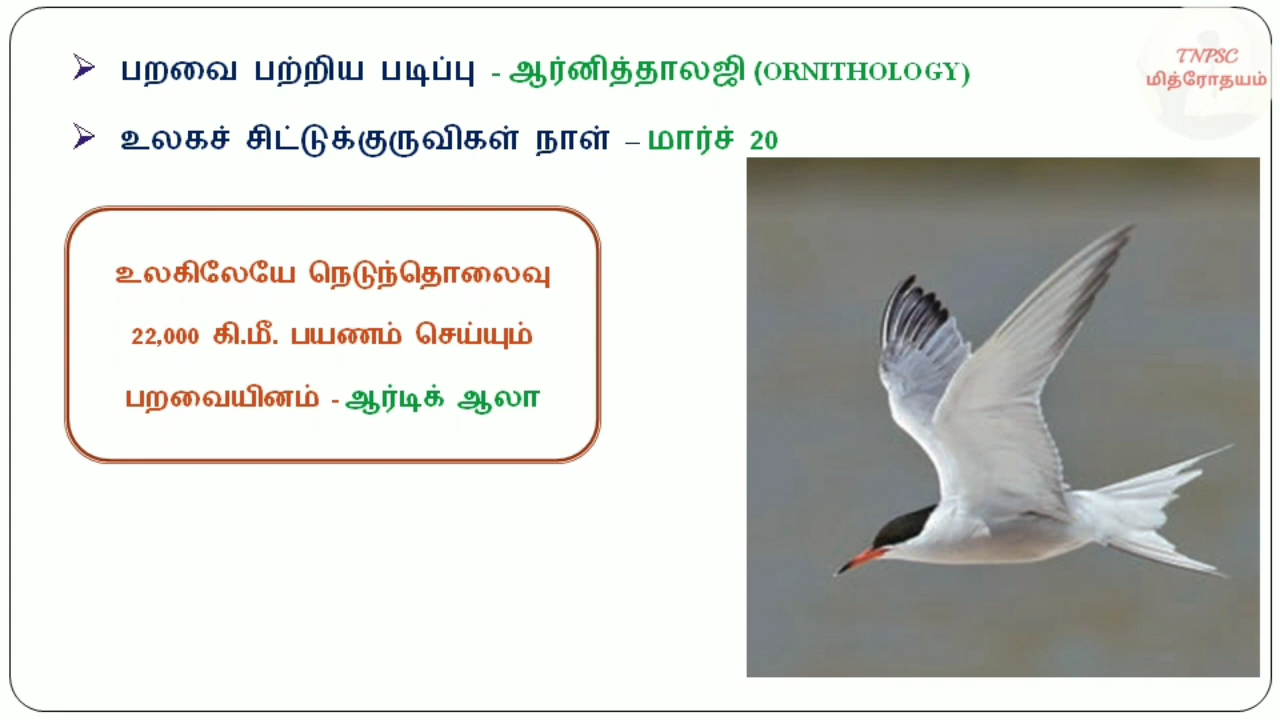 TNPSC
மித்ரோதயம்
➢ பறவை பற்றிய படிப்பு - ஆர்னித்தாலஜி (ORNITHOLOGY)
➢ உலகச் சிட்டுக்குருவிகள் நாள் – மார்ச் 20
உலகிலேயே நெடுந்தொலைவு
22,000 கி.மீ. பயணம் செய்யும்
பறவையினம் - ஆர்டிக் ஆலா